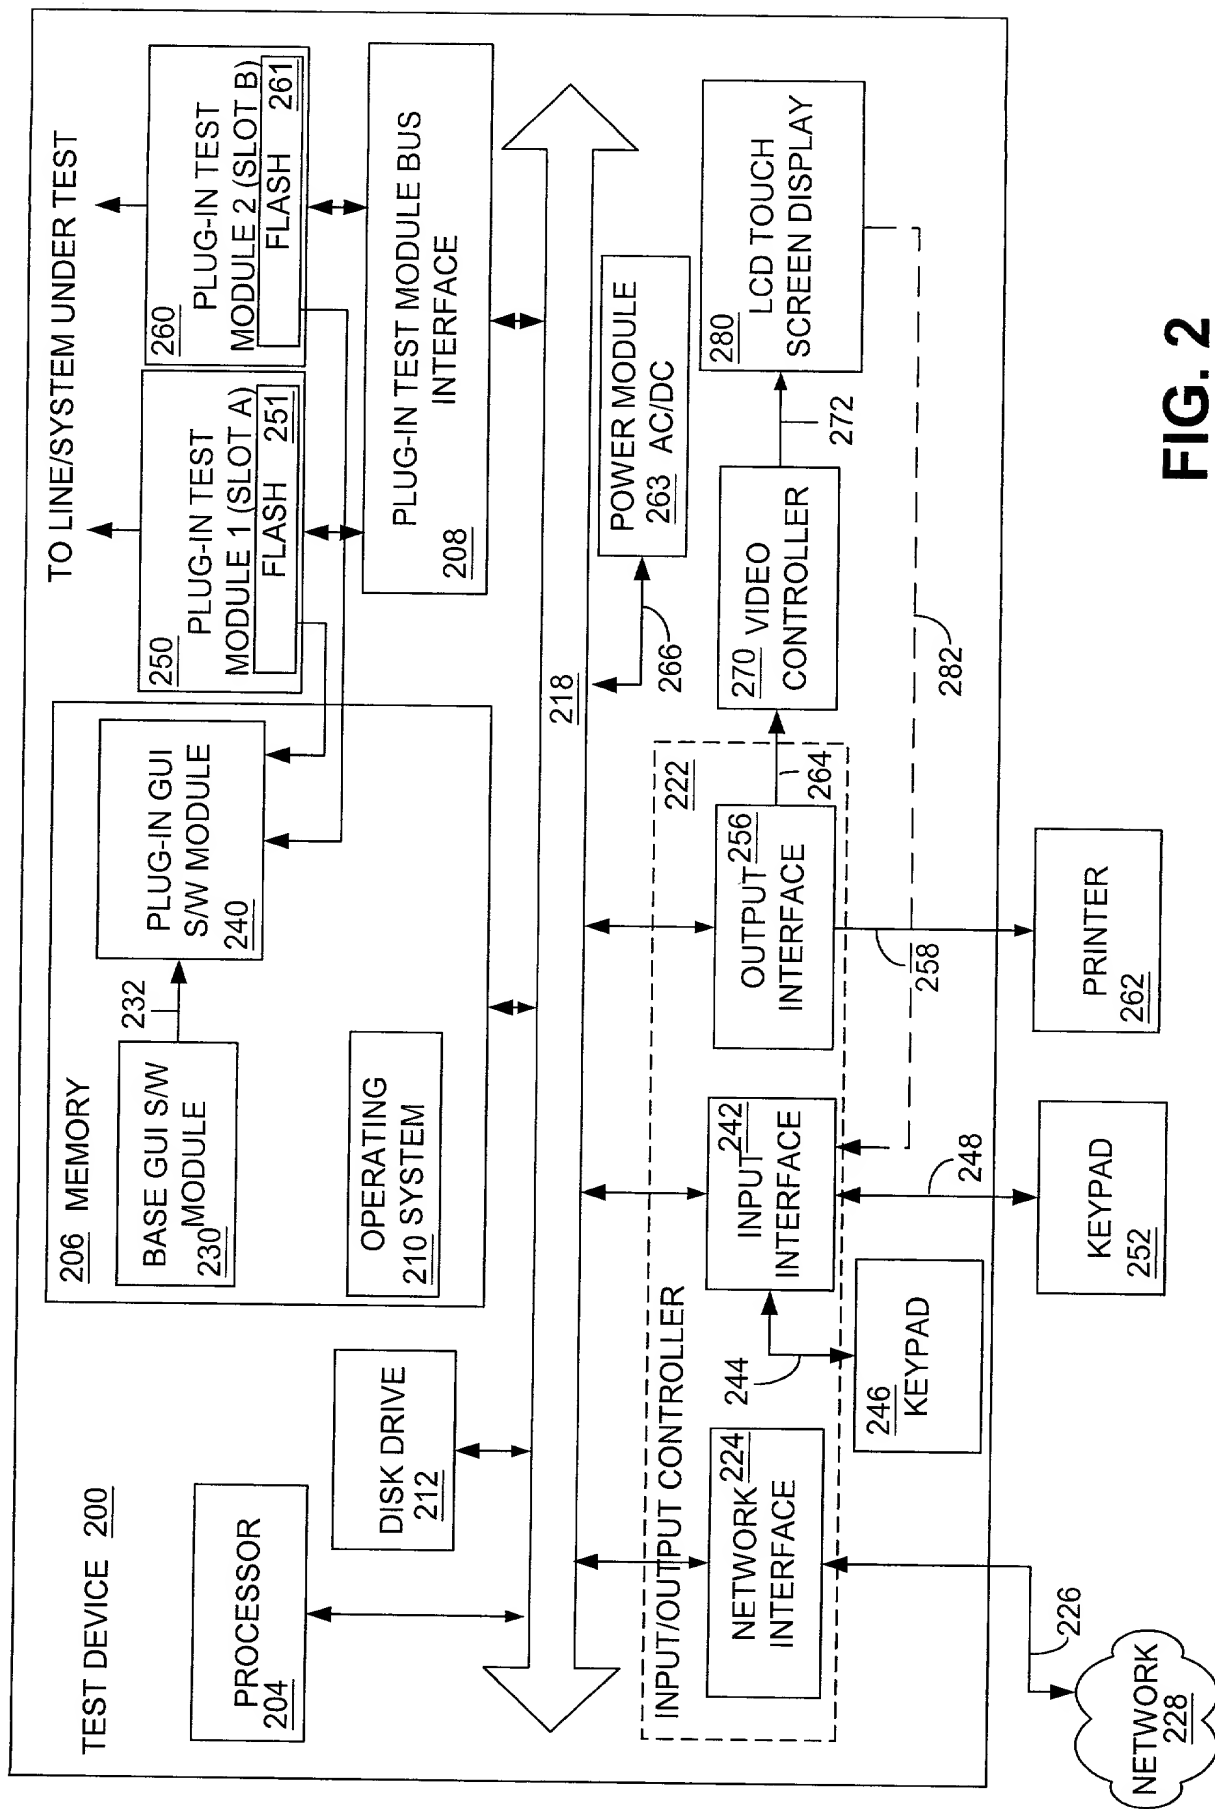 TEST DEVICE 200
TO LINE/SYSTEM UNDER TEST
206 MEMORY
BASE GUI S/W
MODULE
230
232
PLUG-IN GUI
S/W MODULE
240
250
PLUG-IN TEST
MODULE 1 (SLOT A)
FLASH 251
260
PLUG-IN TEST
MODULE 2 (SLOT B)
FLASH 261
PROCESSOR
204
DISK DRIVE
212
OPERATING
210 SYSTEM
PLUG-IN TEST MODULE BUS
INTERFACE
208
218
266
POWER MODULE
263 AC/DC
INPUT/OUTPUT CONTROLLER
222
NETWORK 224
INTERFACE
244
INPUT 242
INTERFACE
OUTPUT 256
INTERFACE
264
270 VIDEO
CONTROLLER
272
280
LCD TOUCH
SCREEN DISPLAY
246
KEYPAD
248
258
282
226
NETWORK
228
KEYPAD
252
PRINTER
262
FIG. 2